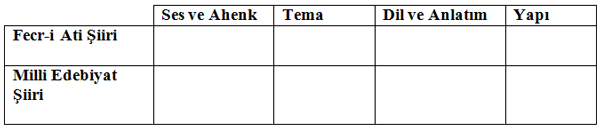 Ses ve Ahenk Tema Dil ve Anlatım Yapı
Fecr-i Ati Şiiri
Milli Edebiyat
Şiiri